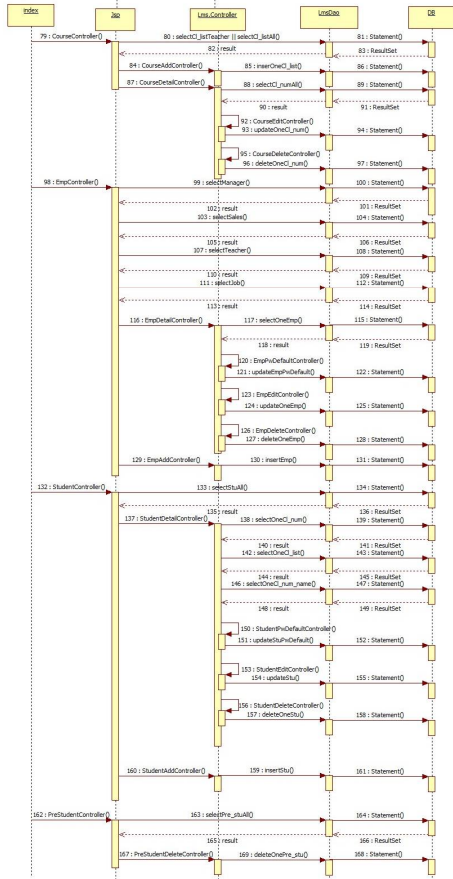 index
Jsp
Lms.Controller
LmsDao
DB
79 : CourseController()
80 : selectCl_listTeacher || selectCl_listAll()
81 : Statement()
82 : result
83 : ResultSet
84 : CourseAddController()
85 : inserOneCl_list()
86 : Statement()
87 : CourseDetailController()
88 : selectCl_numAll()
89 : Statement()
90 : result
91 : ResultSet
92 : CourseEditController()
93 : updateOneCl_num()
94 : Statement()
95 : CourseDeleteController()
96 : deleteOneCl_num()
97 : Statement()
98 : EmpController()
99 : selectManager()
100 : Statement()
101 : ResultSet
102 : result
103 : selectSales()
104 : Statement()
105 : result
106 : ResultSet
107 : selectTeacher()
108 : Statement()
109 : ResultSet
110 : result
111 : selectJob()
112 : Statement()
113 : result
114 : ResultSet
116 : EmpDetailController()
117 : selectOneEmp()
115 : Statement()
118 : result
119 : ResultSet
120 : EmpPwDefaultController()
121 : updateEmpPwDefault()
122 : Statement()
123 : EmpEditController()
124 : updateOneEmp()
125 : Statement()
126 : EmpDeleteController()
127 : deleteOneEmp()
128 : Statement()
129 : EmpAddController()
130 : insertEmp()
131 : Statement()
132 : StudentController()
133 : selectStuAll()
134 : Statement()
135 : result
136 : ResultSet
137 : StudentDetailController()
138 : selectOneCl_num()
139 : Statement()
140 : result
141 : ResultSet
142 : selectOneCl_list()
143 : Statement()
144 : result
145 : ResultSet
146 : selectOneCl_num_name()
147 : Statement()
148 : result
149 : ResultSet
150 : StudentPwDefaultController()
151 : updateStuPwDefault()
152 : Statement()
153 : StudentEditController()
154 : updateStu()
155 : Statement()
156 : StudentDeleteController()
157 : deleteOneStu()
158 : Statement()
160 : StudentAddController()
159 : insertStu()
161 : Statement()
162 : PreStudentController()
163 : selectPre_stuAll()
164 : Statement()
165 : result
166 : ResultSet
167 : PreStudentDeleteController()
169 : deleteOnePre_stu()
168 : Statement()